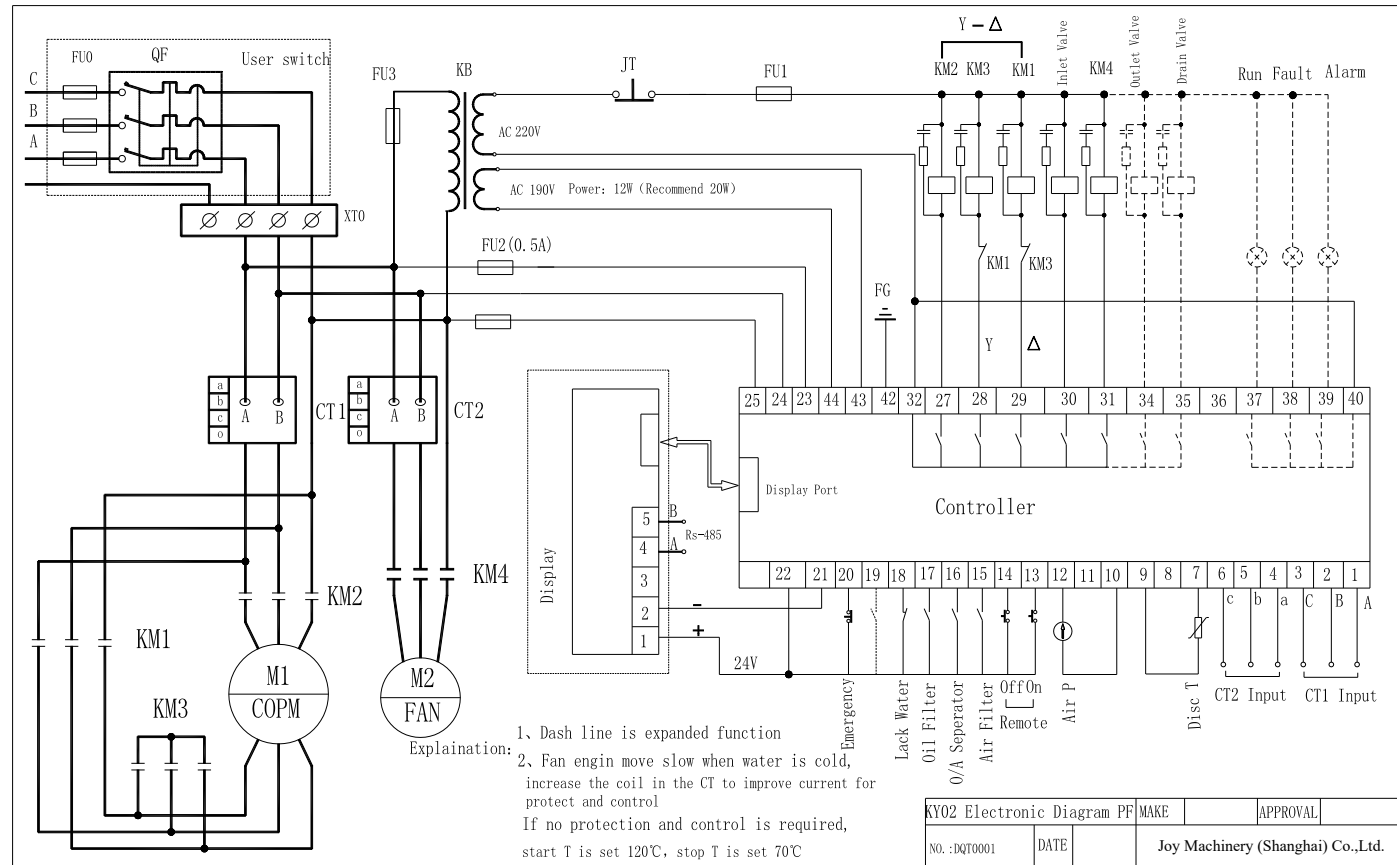 FU0
QF
User switch
C
B
A
XT0
FU3
KB
JT
FU1
AC 220V
AC 190V Power: 12W (Recommend 20W)
FU2(0.5A)
Y-Δ
KM2 KM3 KM1 Inlet Valve KM4 Outlet Valve Drain Valve
Run Fault Alarm
KM1 KM3
FG
Y Δ
a
b
c
o
A B
CT1
a
b
c
o
A B
CT2
25 24 23 44 43 42 32 27 28 29 30 31 34 35 36 37 38 39 40
Display Port
Controller
Display
5 B
4 A
Rs-485
3
2 -
1 +
24V
22 21 20 19 18 17 16 15 14 13 12 11 10 9 8 7 6 5 4 3 2 1
c b a C B A
Emergency
Lack Water
Oil Filter
O/A Seperator
Air Filter
Off On
Remote
Air P
Disc T
CT2 Input
CT1 Input
KM1
KM2
KM3
KM4
M1
COPM
M2
FAN
Explaination:
1、Dash line is expanded function
2、Fan engin move slow when water is cold,
increase the coil in the CT to improve current for
protect and control
If no protection and control is required,
start T is set 120℃, stop T is set 70℃
KY02 Electronic Diagram PF MAKE APPROVAL
NO.:DQT0001 DATE Joy Machinery (Shanghai) Co.,Ltd.